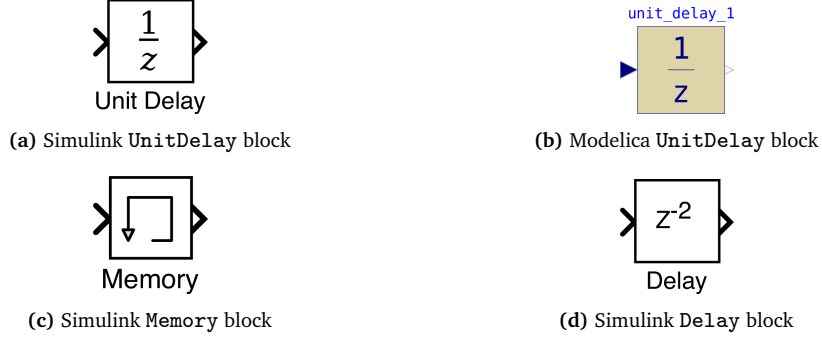 1
z
Unit Delay
(a) Simulink UnitDelay block
unit_delay_1
1
z
(b) Modelica UnitDelay block
Memory
(c) Simulink Memory block
z-2
Delay
(d) Simulink Delay block